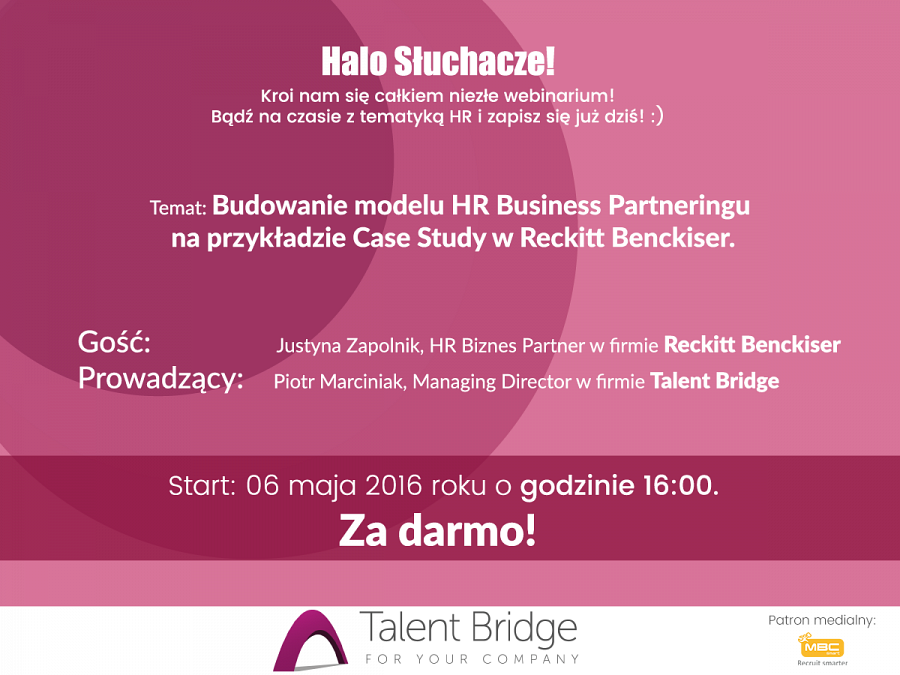 Halo Słuchacze!
Kroi nam się całkiem niezłe webinarium!
Bądź na czasie z tematyką HR i zapisz się już dziś! :)
Temat: Budowanie modelu HR Business Partneringu
na przykładzie Case Study w Reckitt Benckiser.
Gość: Justyna Zapolnik, HR Biznes Partner w firmie Reckitt Benckiser
Prowadzący: Piotr Marciniak, Managing Director w firmie Talent Bridge
Start: 06 maja 2016 roku o godzinie 16:00.
Za darmo!
Talent Bridge
FOR YOUR COMPANY
Patron medialny:
MBC
Recruit smarter